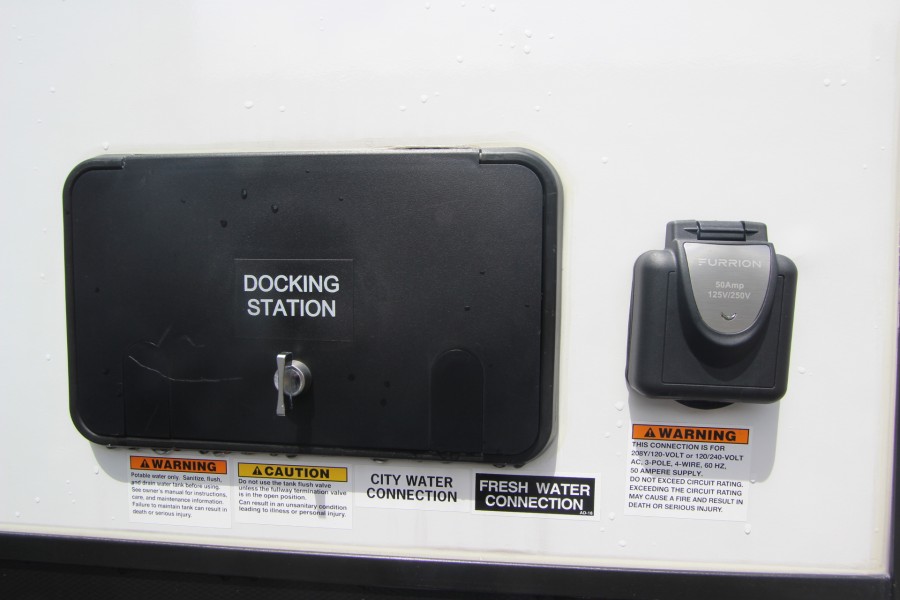 DOCKING
STATION
FURRION
50Amp
125V/250V
WARNING
Potable water only. Sanitize, flush,
and drain water tank before using.
See owner's manual for instructions,
care, and maintenance information.
Failure to maintain tank can result in
death or serious injury.
CAUTION
Do not use the tank flush valve
unless the fullway termination valve
is in the open position.
Can result in an unsanitary condition
leading to illness or personal injury.
CITY WATER
CONNECTION
FRESH WATER
CONNECTION
WARNING
THIS CONNECTION IS FOR
208Y/120-VOLT or 120/240-VOLT
AC, 3-POLE, 4-WIRE, 60 HZ,
50 AMPERE SUPPLY.
DO NOT EXCEED CIRCUIT RATING.
EXCEEDING THE CIRCUIT RATING
MAY CAUSE A FIRE AND RESULT IN
DEATH OR SERIOUS INJURY.